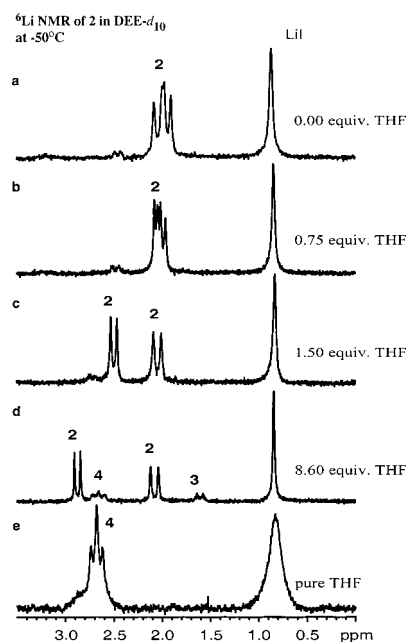 ⁶Li NMR of 2 in DEE-d₁₀
at -50°C
LiI
a
2
0.00 equiv. THF
b
2
0.75 equiv. THF
c
2
2
1.50 equiv. THF
d
2
4
2
3
8.60 equiv. THF
e
4
pure THF
3.0 2.5 2.0 1.5 1.0 0.5 ppm